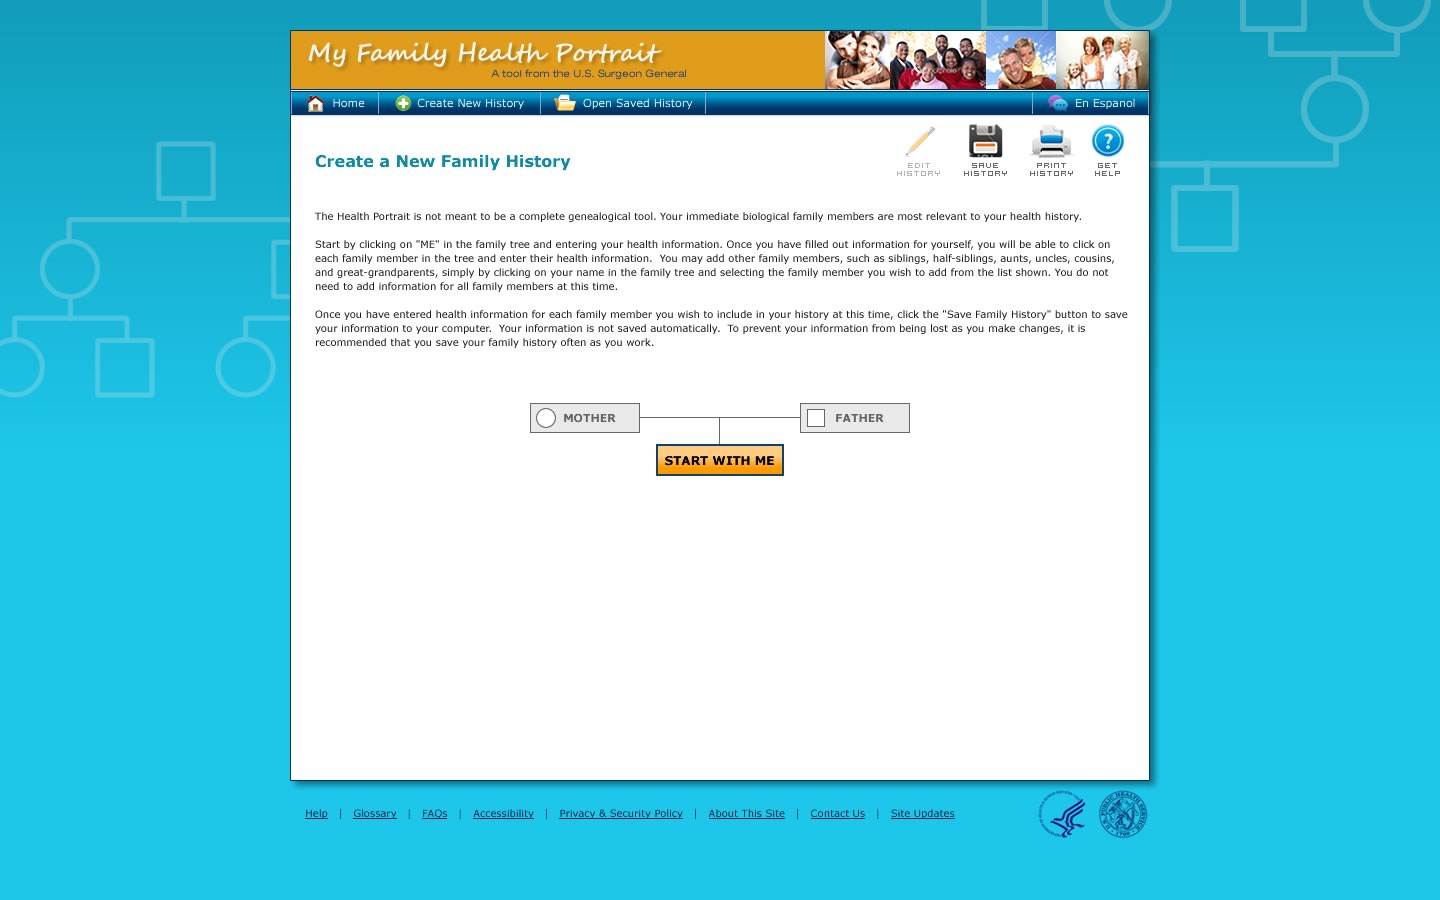 My Family Health Portrait
A tool from the U.S. Surgeon General
Home
Create New History
Open Saved History
En Espanol
Create a New Family History
EDIT
HISTORY
SAVE
HISTORY
PRINT
HISTORY
GET
HELP
The Health Portrait is not meant to be a complete genealogical tool. Your immediate biological family members are most relevant to your health history.
Start by clicking on "ME" in the family tree and entering your health information. Once you have filled out information for yourself, you will be able to click on
each family member in the tree and enter their health information.  You may add other family members, such as siblings, half-siblings, aunts, uncles, cousins,
and great-grandparents, simply by clicking on your name in the family tree and selecting the family member you wish to add from the list shown. You do not
need to add information for all family members at this time.
Once you have entered health information for each family member you wish to include in your history at this time, click the "Save Family History" button to save
your information to your computer.  Your information is not saved automatically.  To prevent your information from being lost as you make changes, it is
recommended that you save your family history often as you work.
MOTHER
FATHER
START WITH ME
Help | Glossary | FAQs | Accessibility | Privacy & Security Policy | About This Site | Contact Us | Site Updates